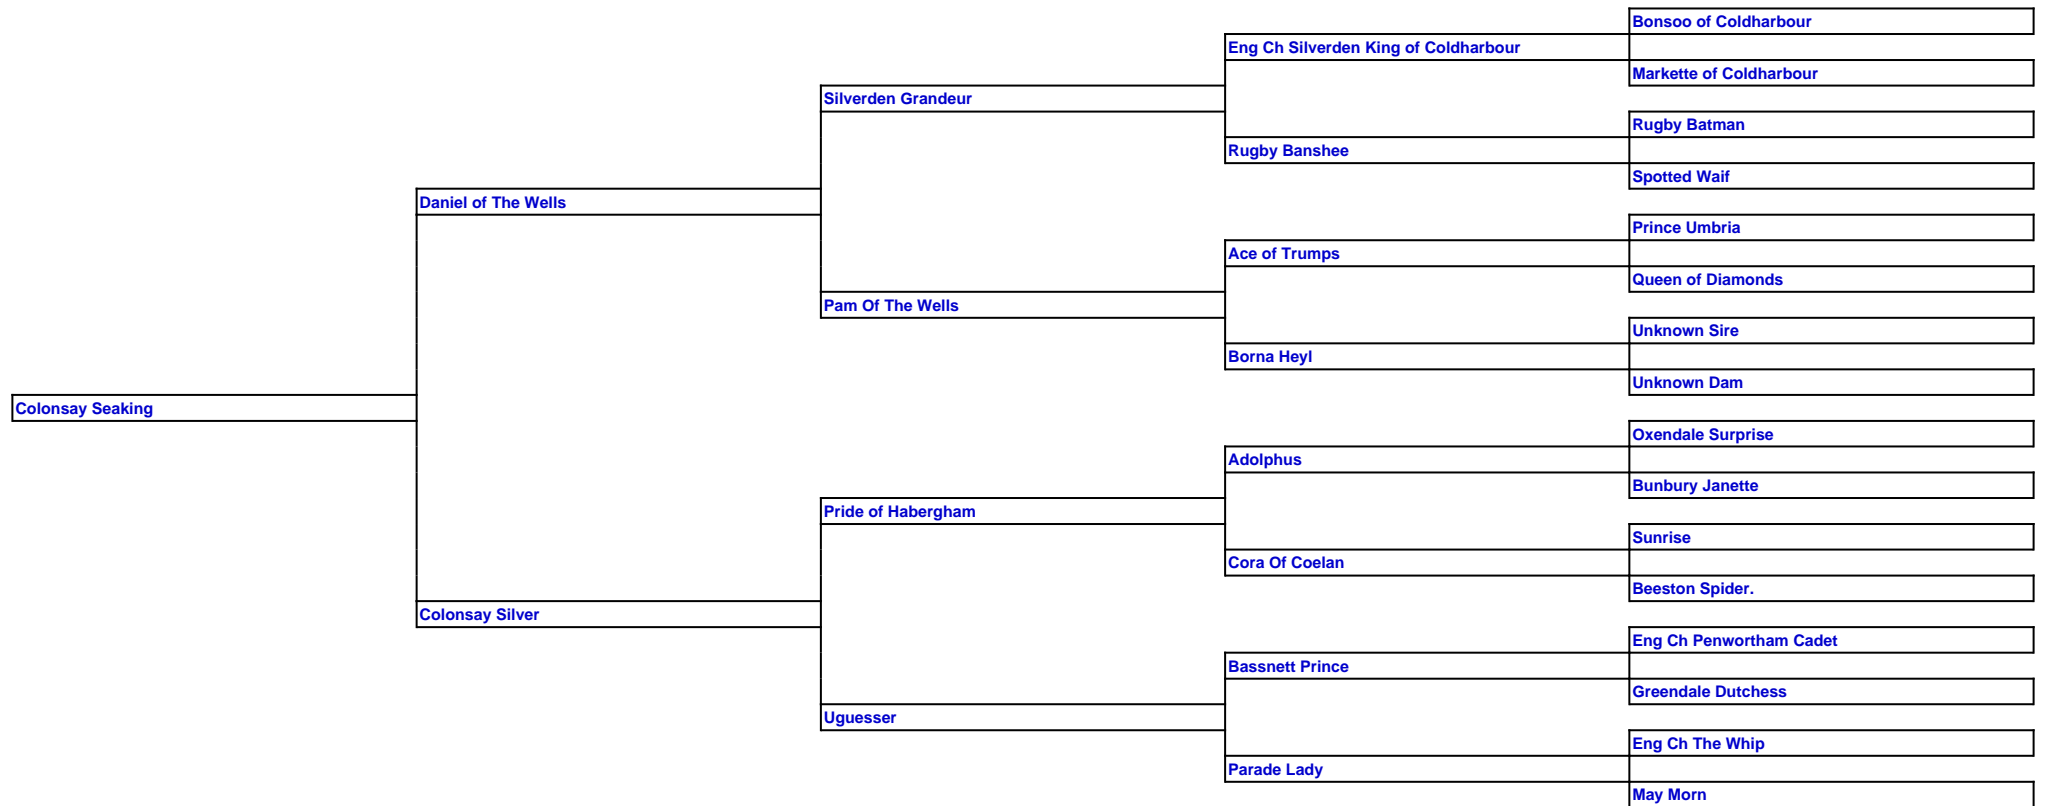 Bonsoo of Coldharbour
Eng Ch Silverden King of Coldharbour
Markette of Coldharbour
Silverden Grandeur
Rugby Batman
Rugby Banshee
Spotted Waif
Daniel of The Wells
Prince Umbria
Ace of Trumps
Queen of Diamonds
Pam Of The Wells
Unknown Sire
Borna Heyl
Unknown Dam
Colonsay Seaking
Oxendale Surprise
Adolphus
Bunbury Janette
Pride of Habergham
Sunrise
Cora Of Coelan
Beeston Spider.
Colonsay Silver
Eng Ch Penwortham Cadet
Bassnett Prince
Greendale Dutchess
Uguesser
Eng Ch The Whip
Parade Lady
May Morn